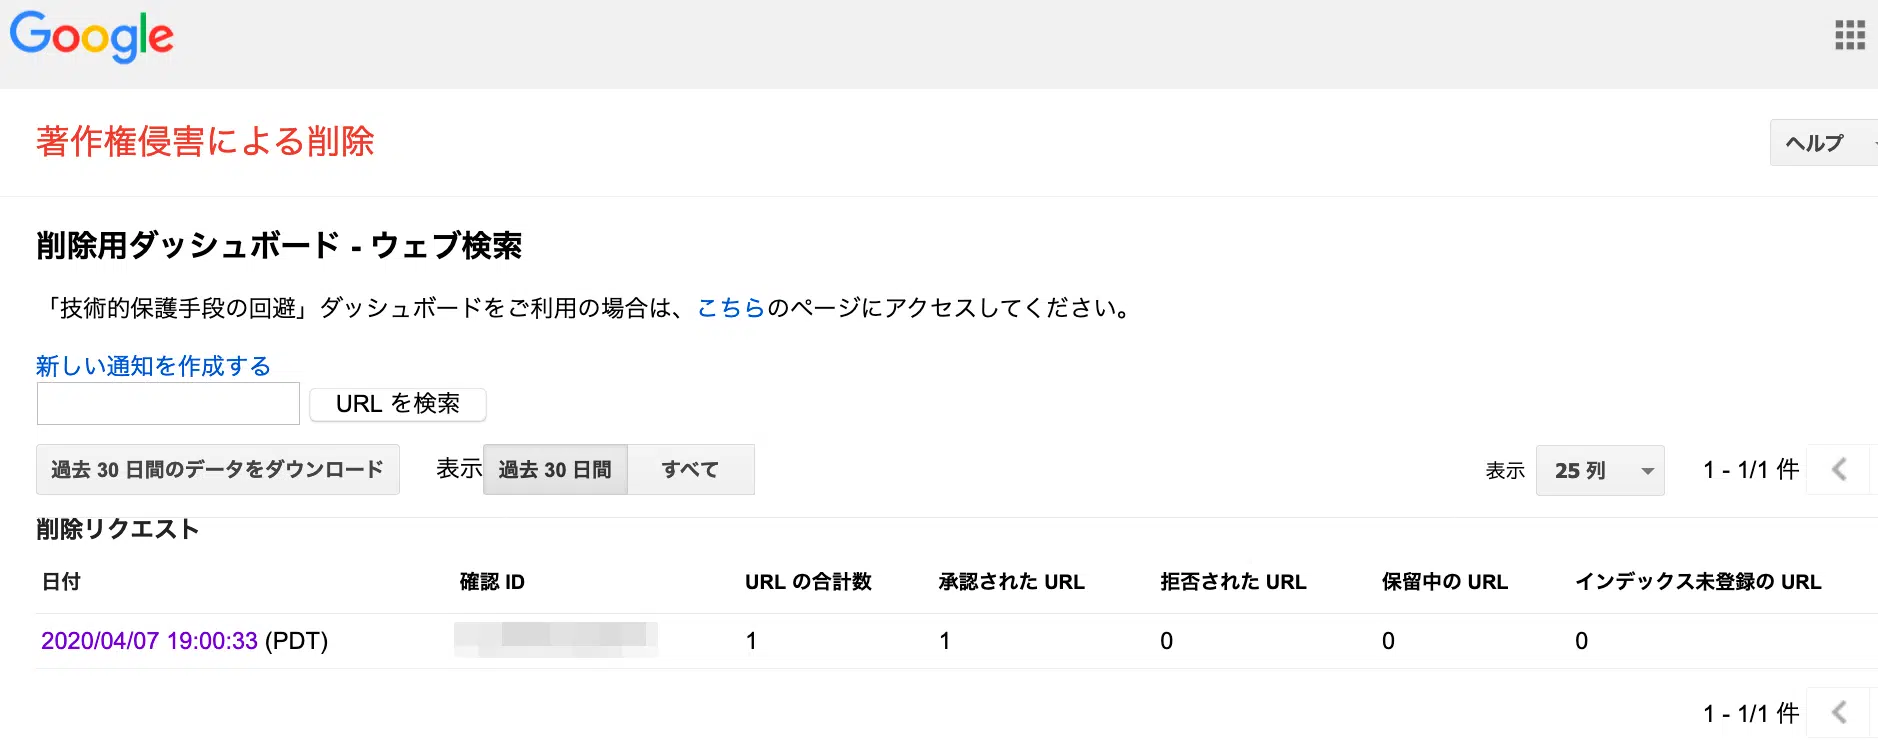 Google
著作権侵害による削除
ヘルプ
削除用ダッシュボード - ウェブ検索
「技術的保護手段の回避」ダッシュボードをご利用の場合は、こちらのページにアクセスしてください。
新しい通知を作成する
URL を検索
過去 30 日間のデータをダウンロード 表示 過去 30 日間 すべて 表示 25 列 1 - 1/1 件
削除リクエスト
日付 確認 ID URL の合計数 承認された URL 拒否された URL 保留中の URL インデックス未登録の URL
2020/04/07 19:00:33 (PDT) 1 1 0 0 0
1 - 1/1 件